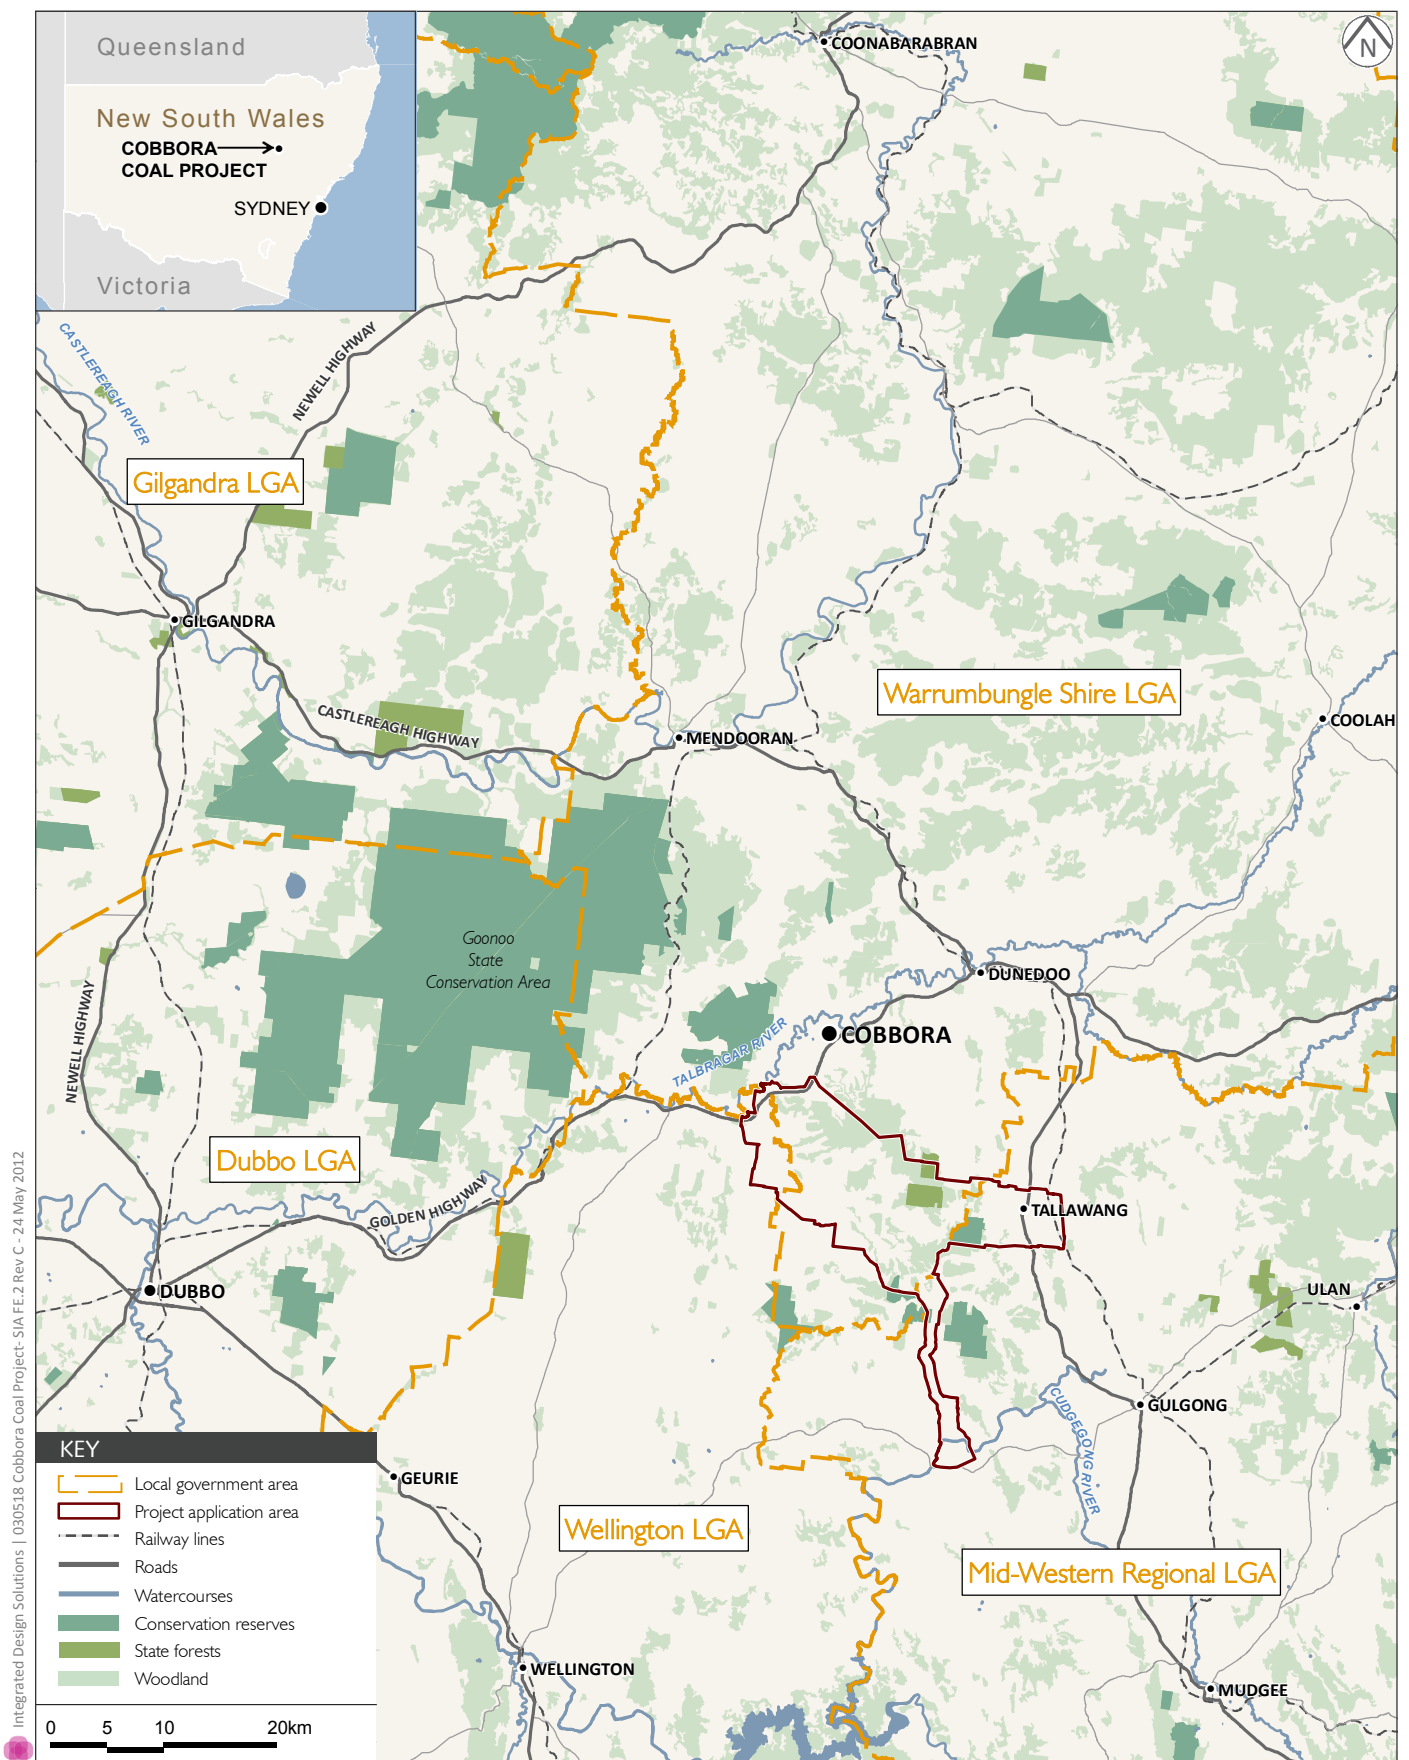 Queensland
New South Wales
COBBORA
COAL PROJECT
SYDNEY
Victoria
COONABARABRAN
N
CASTLEREAGH RIVER
NEWELL HIGHWAY
Gilgandra LGA
GILGANDRA
CASTLEREAGH HIGHWAY
MENDOORAN
Warrumbungle Shire LGA
COOLAH
Goonoo
State
Conservation Area
DUNEDOO
NEWELL HIGHWAY
TALBRAGAR RIVER
COBBORA
Dubbo LGA
GOLDEN HIGHWAY
TALLAWANG
DUBBO
ULAN
CUDGEGONG RIVER
GULGONG
GEURIE
Wellington LGA
Mid-Western Regional LGA
WELLINGTON
MUDGEE
KEY
Local government area
Project application area
Railway lines
Roads
Watercourses
Conservation reserves
State forests
Woodland
0 5 10 20km
Integrated Design Solutions | 030518 Cobbora Coal Project- SIA FE.2 Rev C - 24 May 2012